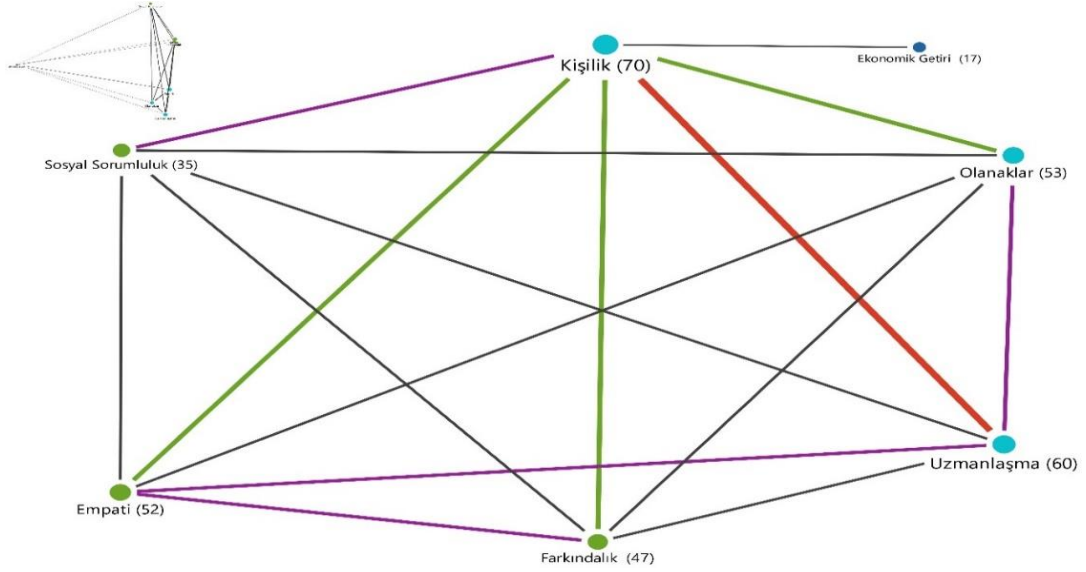 Kişilik (70)
Ekonomik Getiri (17)
Sosyal Sorumluluk (35)
Olanaklar (53)
Uzmanlaşma (60)
Empati (52)
Farkındalık (47)